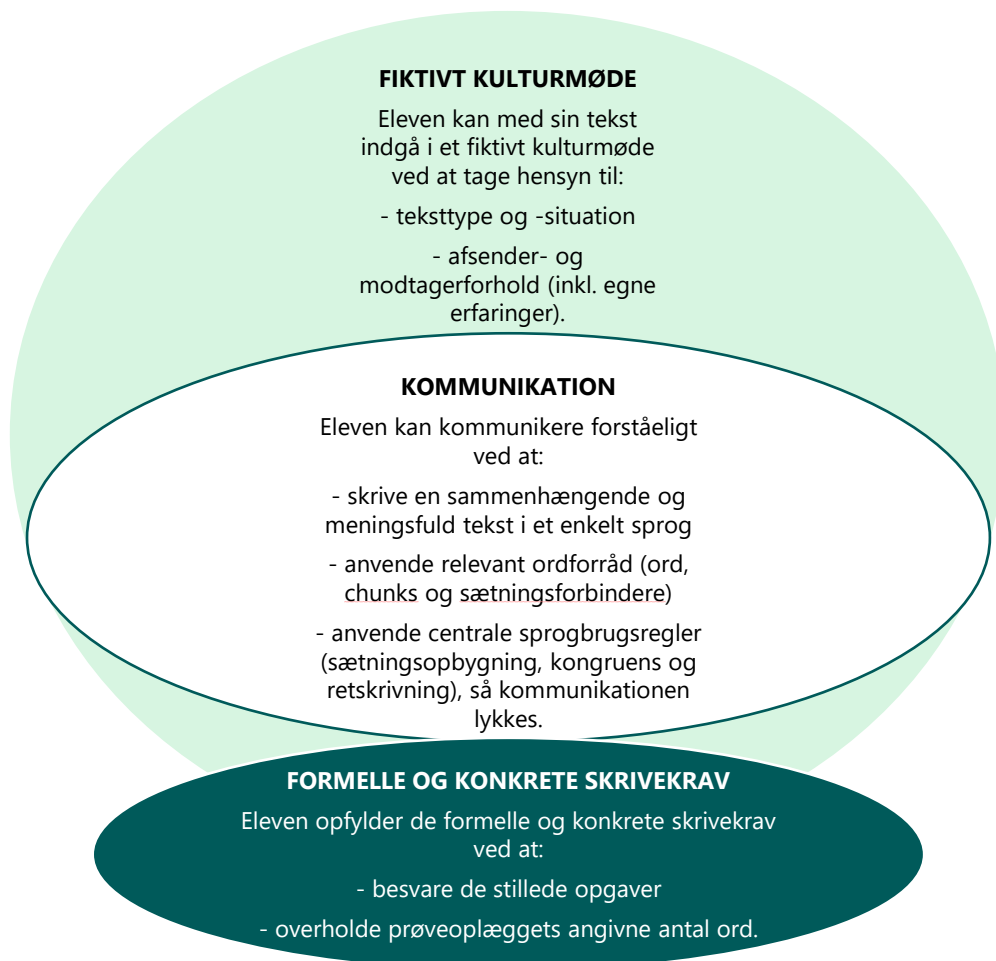 FIKTIVT KULTURMØDE
Eleven kan med sin tekst
indgå i et fiktivt kulturmøde
ved at tage hensyn til:
- teksttype og -situation
- afsender- og
modtagerforhold (inkl. egne
erfaringer).
KOMMUNIKATION
Eleven kan kommunikere forståeligt
ved at:
- skrive en sammenhængende og
meningsfuld tekst i et enkelt sprog
- anvende relevant ordforråd (ord,
chunks og sætningsforbindere)
- anvende centrale sprogbrugsregler
(sætningsopbygning, kongruens og
retskrivning), så kommunikationen
lykkes.
FORMELLE OG KONKRETE SKRIVEKRAV
Eleven opfylder de formelle og konkrete skrivekrav
ved at:
- besvare de stillede opgaver
- overholde prøveoplæggets angivne antal ord.